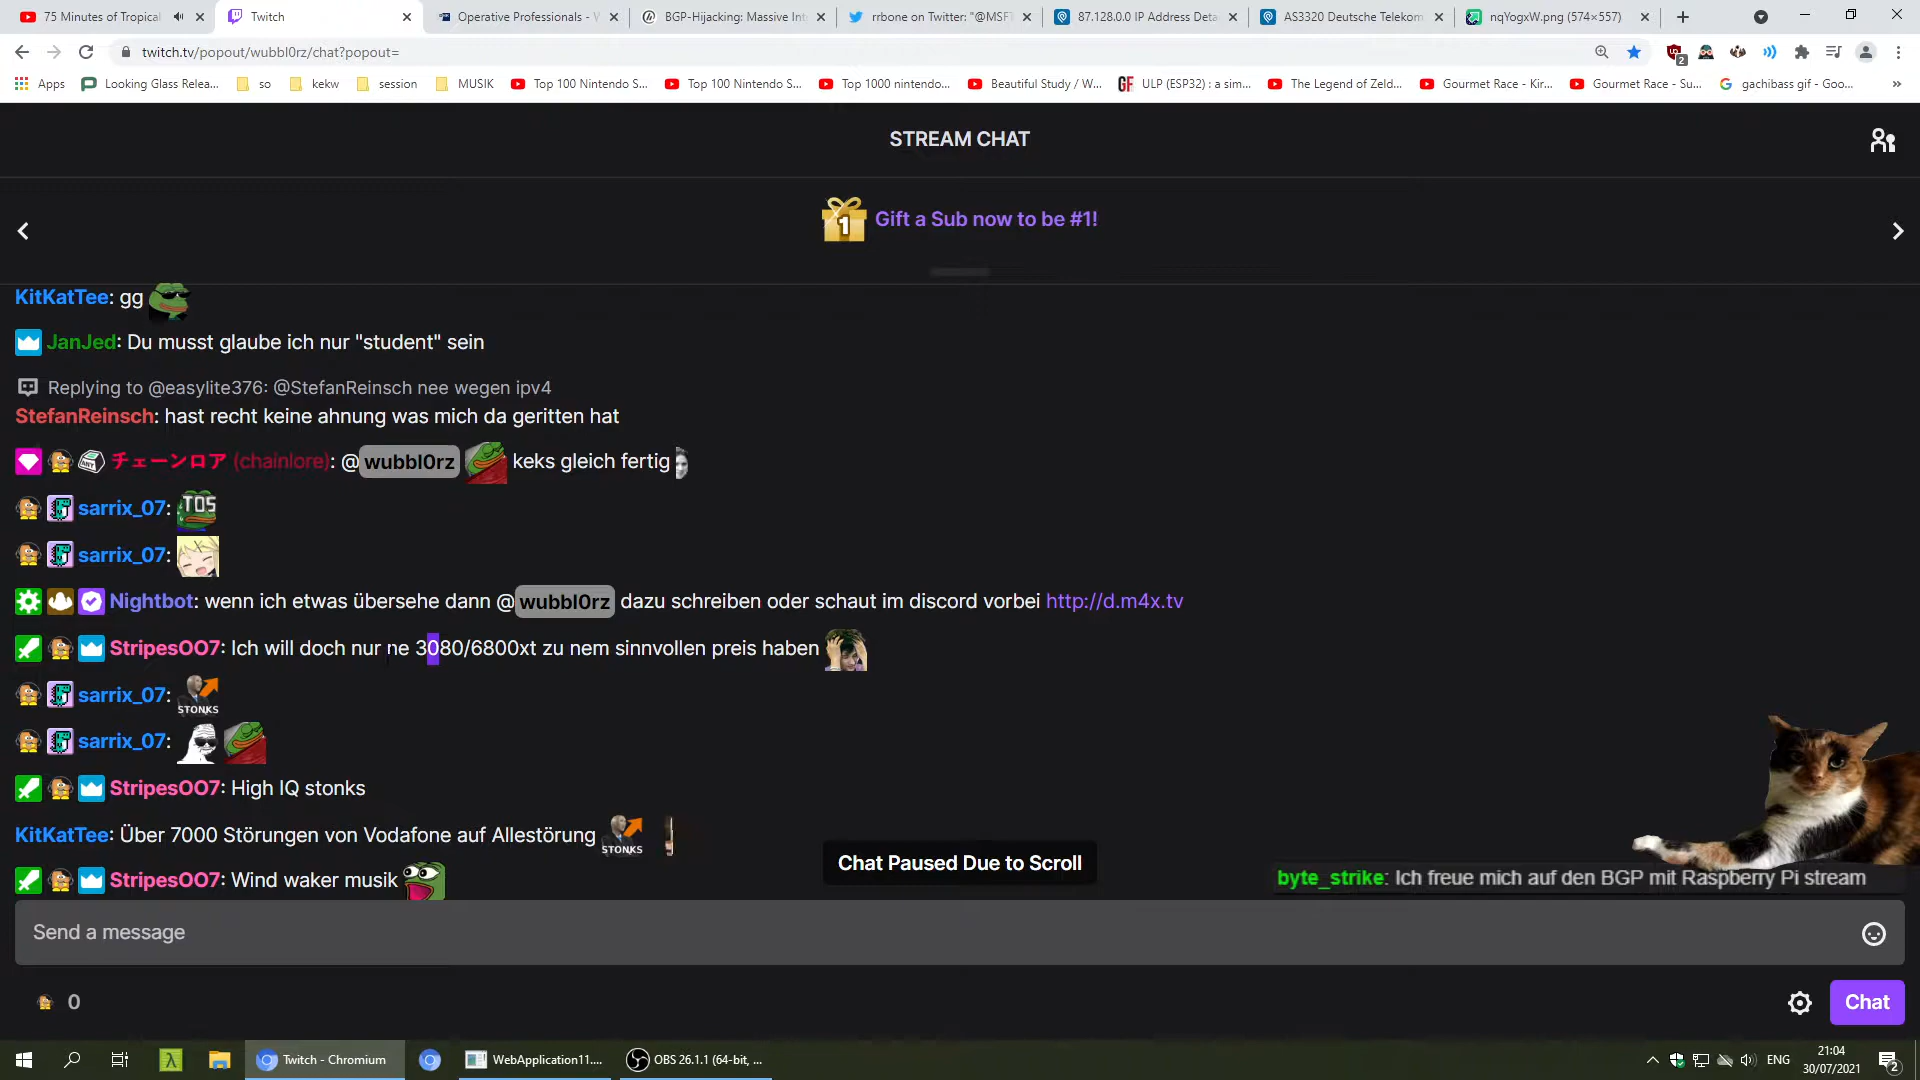 75 Minutes of Tropical
Twitch
Operative Professionals - W
BGP-Hijacking: Massive Int
rrbone on Twitter: "@MSFT
87.128.0.0 IP Address Deta
AS3320 Deutsche Telekom
nqYogxW.png (574×557)
twitch.tv/popout/wubbl0rz/chat?popout=
2
Apps
Looking Glass Relea...
so
kekw
session
MUSIK
Top 100 Nintendo S...
Top 100 Nintendo S...
Top 1000 nintendo...
Beautiful Study / W...
GF ULP (ESP32) : a sim...
The Legend of Zeld...
Gourmet Race - Kir...
Gourmet Race - Su...
gachibass gif - Goo...
STREAM CHAT
1 Gift a Sub now to be #1!
KitKatTee: gg
JanJed: Du musst glaube ich nur "student" sein
Replying to @easylite376: @StefanReinsch nee wegen ipv4
StefanReinsch: hast recht keine ahnung was mich da geritten hat
チェーンロア (chainlore): @wubbl0rz keks gleich fertig
sarrix_07: TOS
sarrix_07:
Nightbot: wenn ich etwas übersehe dann @wubbl0rz dazu schreiben oder schaut im discord vorbei http://d.m4x.tv
StripesOO7: Ich will doch nur ne 3080/6800xt zu nem sinnvollen preis haben
sarrix_07: STONKS
sarrix_07:
StripesOO7: High IQ stonks
KitKatTee: Über 7000 Störungen von Vodafone auf Allestörung STONKS
StripesOO7: Wind waker musik
Chat Paused Due to Scroll
byte_strike: Ich freue mich auf den BGP mit Raspberry Pi stream
Send a message
0
Chat
Twitch - Chromium
WebApplication11....
OBS 26.1.1 (64-bit, ...
ENG
21:04
30/07/2021
2